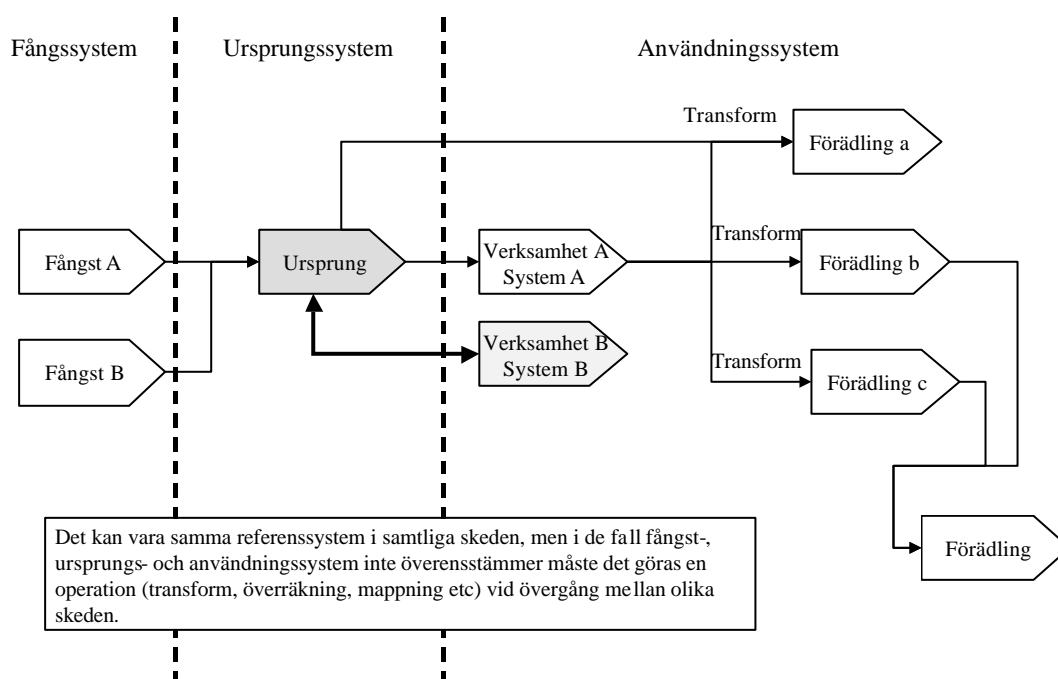 Fångssystem
Ursprungssystem
Användningssystem
Transform
Förädling a
Fångst A
Ursprung
Verksamhet A
System A
Transform
Förädling b
Fångst B
Verksamhet B
System B
Transform
Förädling c
Det kan vara samma referenssystem i samtliga skeden, men i de fall fångst-,
ursprungs- och användningssystem inte överensstämmer måste det göras en
operation (transform, överräkning, mappning etc) vid övergång mellan olika
skeden.
Förädling